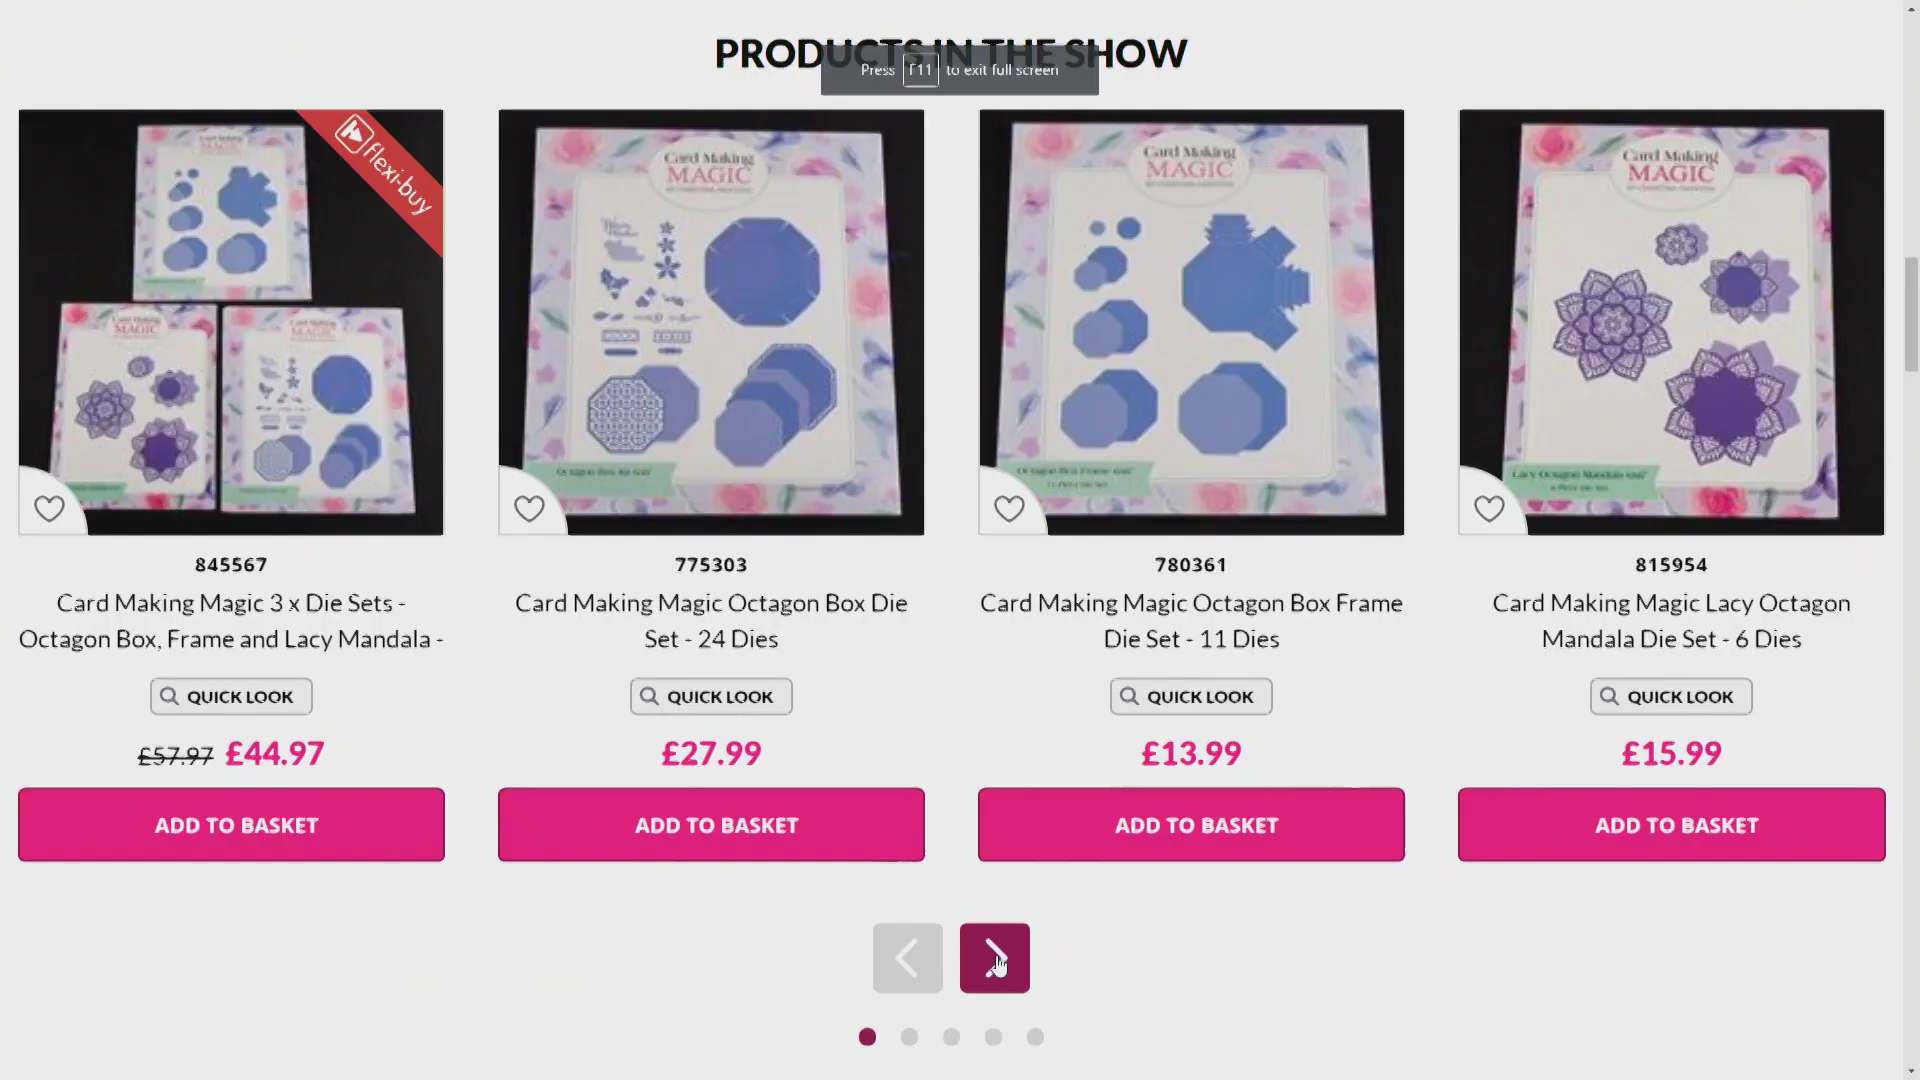 PRODUCTS IN THE SHOW
Press F11 to exit full screen
flexi-buy
Card Making
MAGIC
Card Making
MAGIC
Card Making
MAGIC
Card Making
MAGIC
845567
Card Making Magic 3 x Die Sets -
Octagon Box, Frame and Lacy Mandala -
QUICK LOOK
£57.97 £44.97
ADD TO BASKET
775303
Card Making Magic Octagon Box Die
Set - 24 Dies
QUICK LOOK
£27.99
ADD TO BASKET
780361
Card Making Magic Octagon Box Frame
Die Set - 11 Dies
QUICK LOOK
£13.99
ADD TO BASKET
815954
Card Making Magic Lacy Octagon
Mandala Die Set - 6 Dies
QUICK LOOK
£15.99
ADD TO BASKET